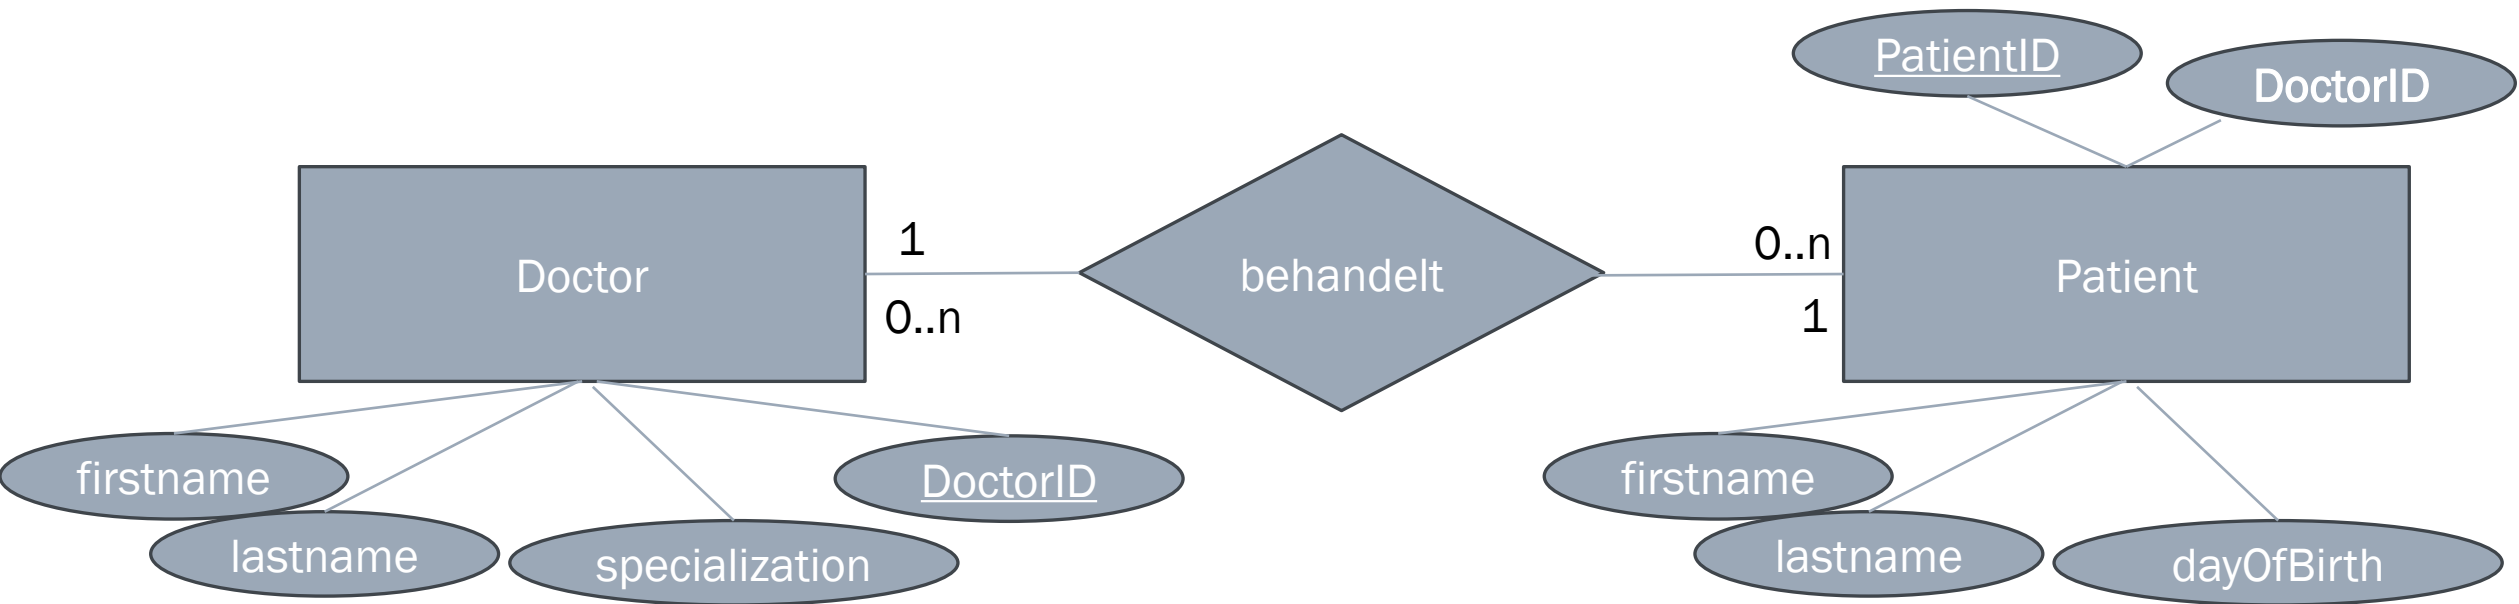 PatientID
DoctorID
Doctor
1
0..n
behandelt
0..n
1
Patient
firstname
lastname
specialization
DoctorID
firstname
lastname
dayOfBirth